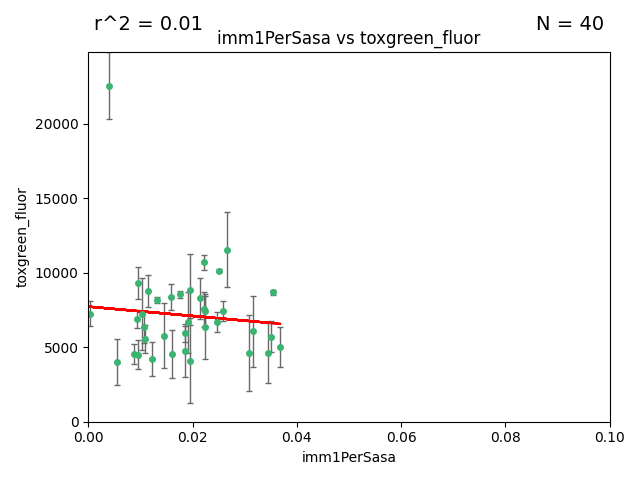 r^2 = 0.01
N = 40
imm1PerSasa vs toxgreen_fluor
20000
15000
10000
5000
0
toxgreen_fluor
0.00
0.02
0.04
0.06
0.08
0.10
imm1PerSasa